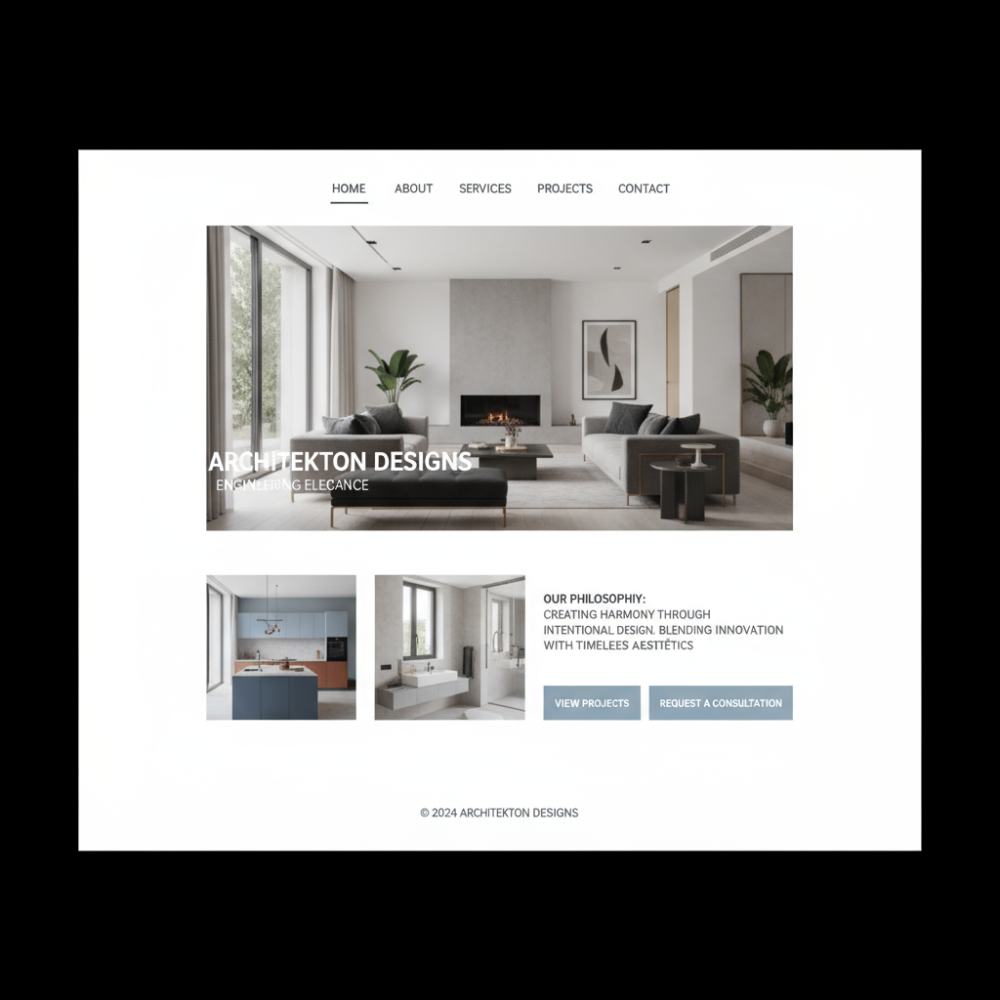 HOME ABOUT SERVICES PROJECTS CONTACT
ARCHITEKTON DESIGNS
ENGINEERING ELECANCE
OUR PHILOSOPHIY:
CREATING HARMONY THROUGH
INTENTIONAL DESIGN. BLENDING INNOVATION
WITH TIMELEES AESTTÊTICS
VIEW PROJECTS
REQUEST A CONSULTATION
© 2024 ARCHITEKTON DESIGNS